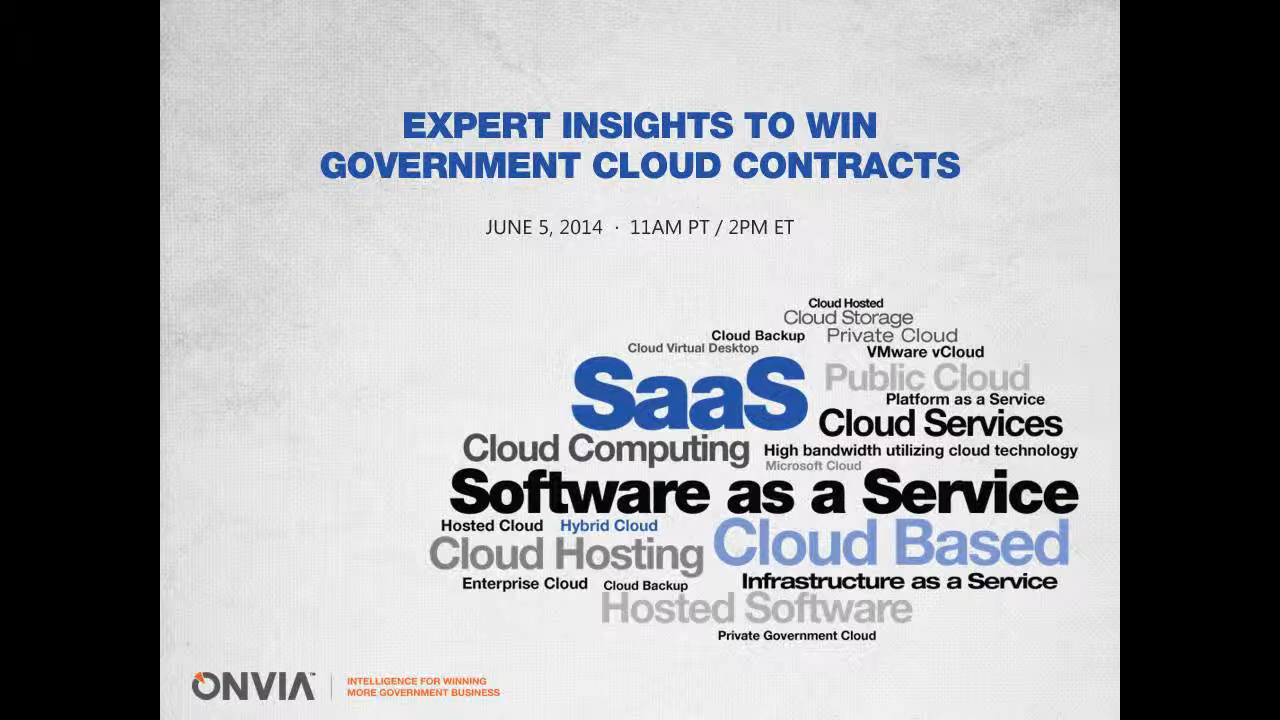 EXPERT INSIGHTS TO WIN
GOVERNMENT CLOUD CONTRACTS
JUNE 5, 2014 · 11AM PT / 2PM ET
Cloud Hosted
Cloud Storage
Cloud Backup
Private Cloud
Cloud Virtual Desktop
VMware vCloud
SaaS
Public Cloud
Platform as a Service
Cloud Services
Cloud Computing
High bandwidth utilizing cloud technology
Microsoft Cloud
Software as a Service
Hosted Cloud
Hybrid Cloud
Cloud Based
Cloud Hosting
Enterprise Cloud
Cloud Backup
Infrastructure as a Service
Hosted Software
Private Government Cloud
ONVIA™
INTELLIGENCE FOR WINNING
MORE GOVERNMENT BUSINESS